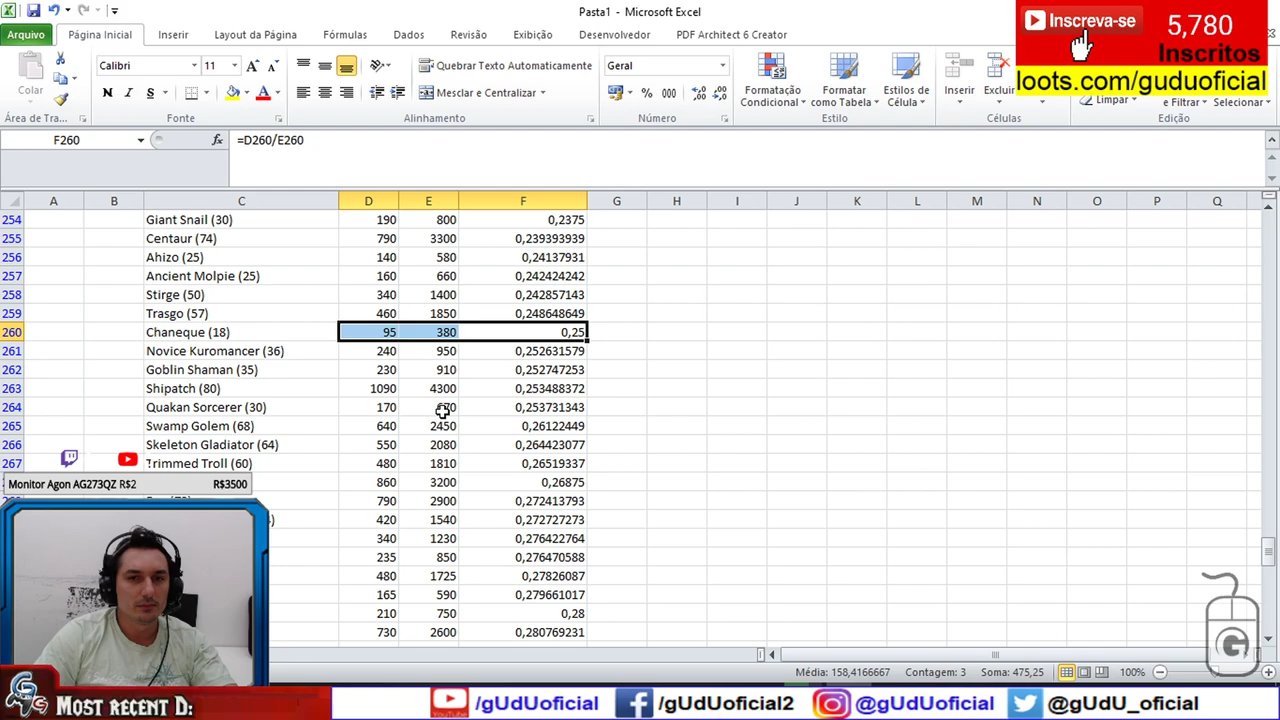 Pasta1 - Microsoft Excel
Arquivo Página Inicial Inserir Layout da Página Fórmulas Dados Revisão Exibição Desenvolvedor PDF Architect 6 Creator
Inscreva-se 5,780
Inscritos
loots.com/guduoficial
Colar
Calibri 11
N I S
Quebrar Texto Automaticamente
Mesclar e Centralizar
Geral
% 000
Formatação Condicional
Formatar como Tabela
Estilos de Célula
Inserir
Excluir
Limpar
e Filtrar Selecionar
Área de Tra... Fonte Alinhamento Número Estilo Células Edição
F260 fx =D260/E260
A B C D E F G H I J K L M N O P Q
254 Giant Snail (30) 190 800 0,2375
255 Centaur (74) 790 3300 0,239393939
256 Ahizo (25) 140 580 0,24137931
257 Ancient Molpie (25) 160 660 0,242424242
258 Stirge (50) 340 1400 0,242857143
259 Trasgo (57) 460 1850 0,248648649
260 Chaneque (18) 95 380 0,25
261 Novice Kuromancer (36) 240 950 0,252631579
262 Goblin Shaman (35) 230 910 0,252747253
263 Shipatch (80) 1090 4300 0,253488372
264 Quakan Sorcerer (30) 170 0,253731343
265 Swamp Golem (68) 640 2450 0,26122449
266 Skeleton Gladiator (64) 550 2080 0,264423077
267 Trimmed Troll (60) 480 1810 0,26519337
860 3200 0,26875
790 2900 0,272413793
420 1540 0,272727273
340 1230 0,276422764
235 850 0,276470588
480 1725 0,27826087
165 590 0,279661017
210 750 0,28
730 2600 0,280769231
Monitor Agon AG273QZ R$2 R$3500
Média: 158,4166667 Contagem: 3 Soma: 475,25 100%
G
Most recent D:
YouTube
/gUdUoficial /gUdUoficial2 @gUdUoficial @gUdU_oficial